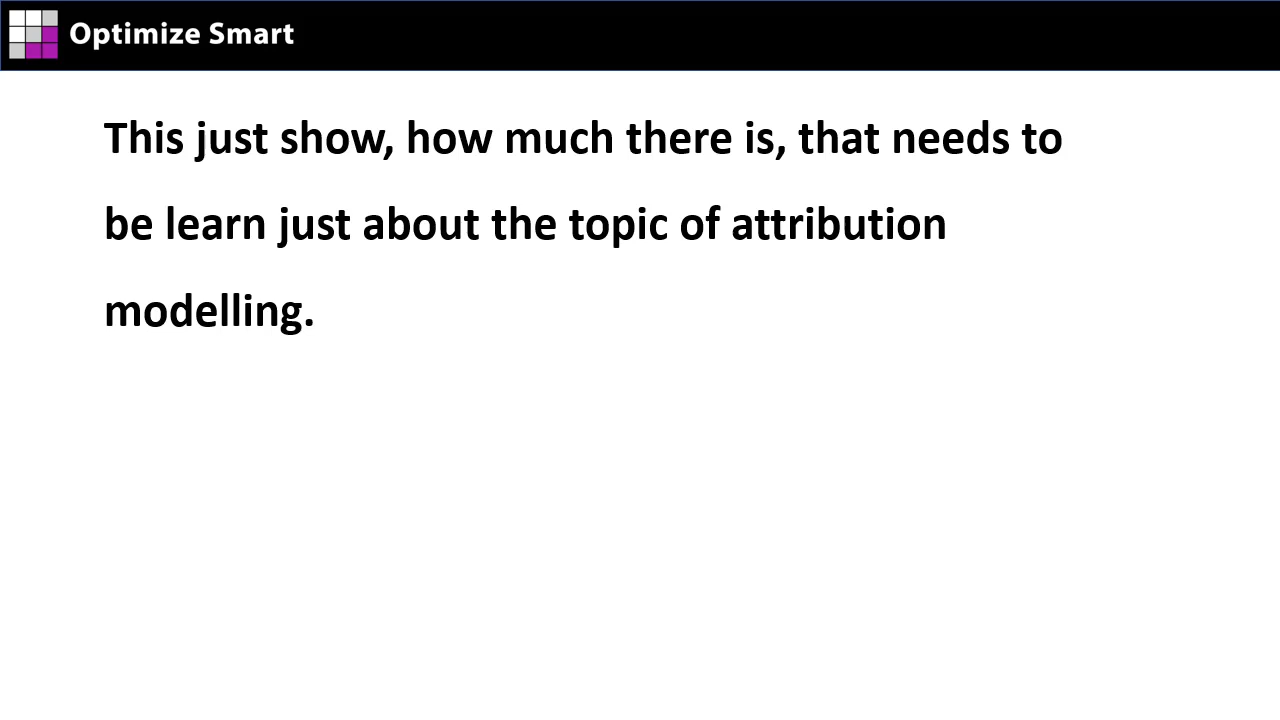 Optimize Smart
This just show, how much there is, that needs to
be learn just about the topic of attribution
modelling.